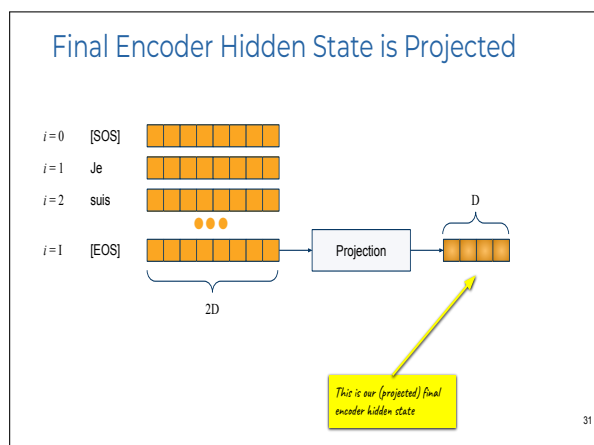 Final Encoder Hidden State is Projected
i = 0 [SOS]
i = 1 Je
i = 2 suis
i = I [EOS]
Projection
D
2D
This is our (projected) final
encoder hidden state
31